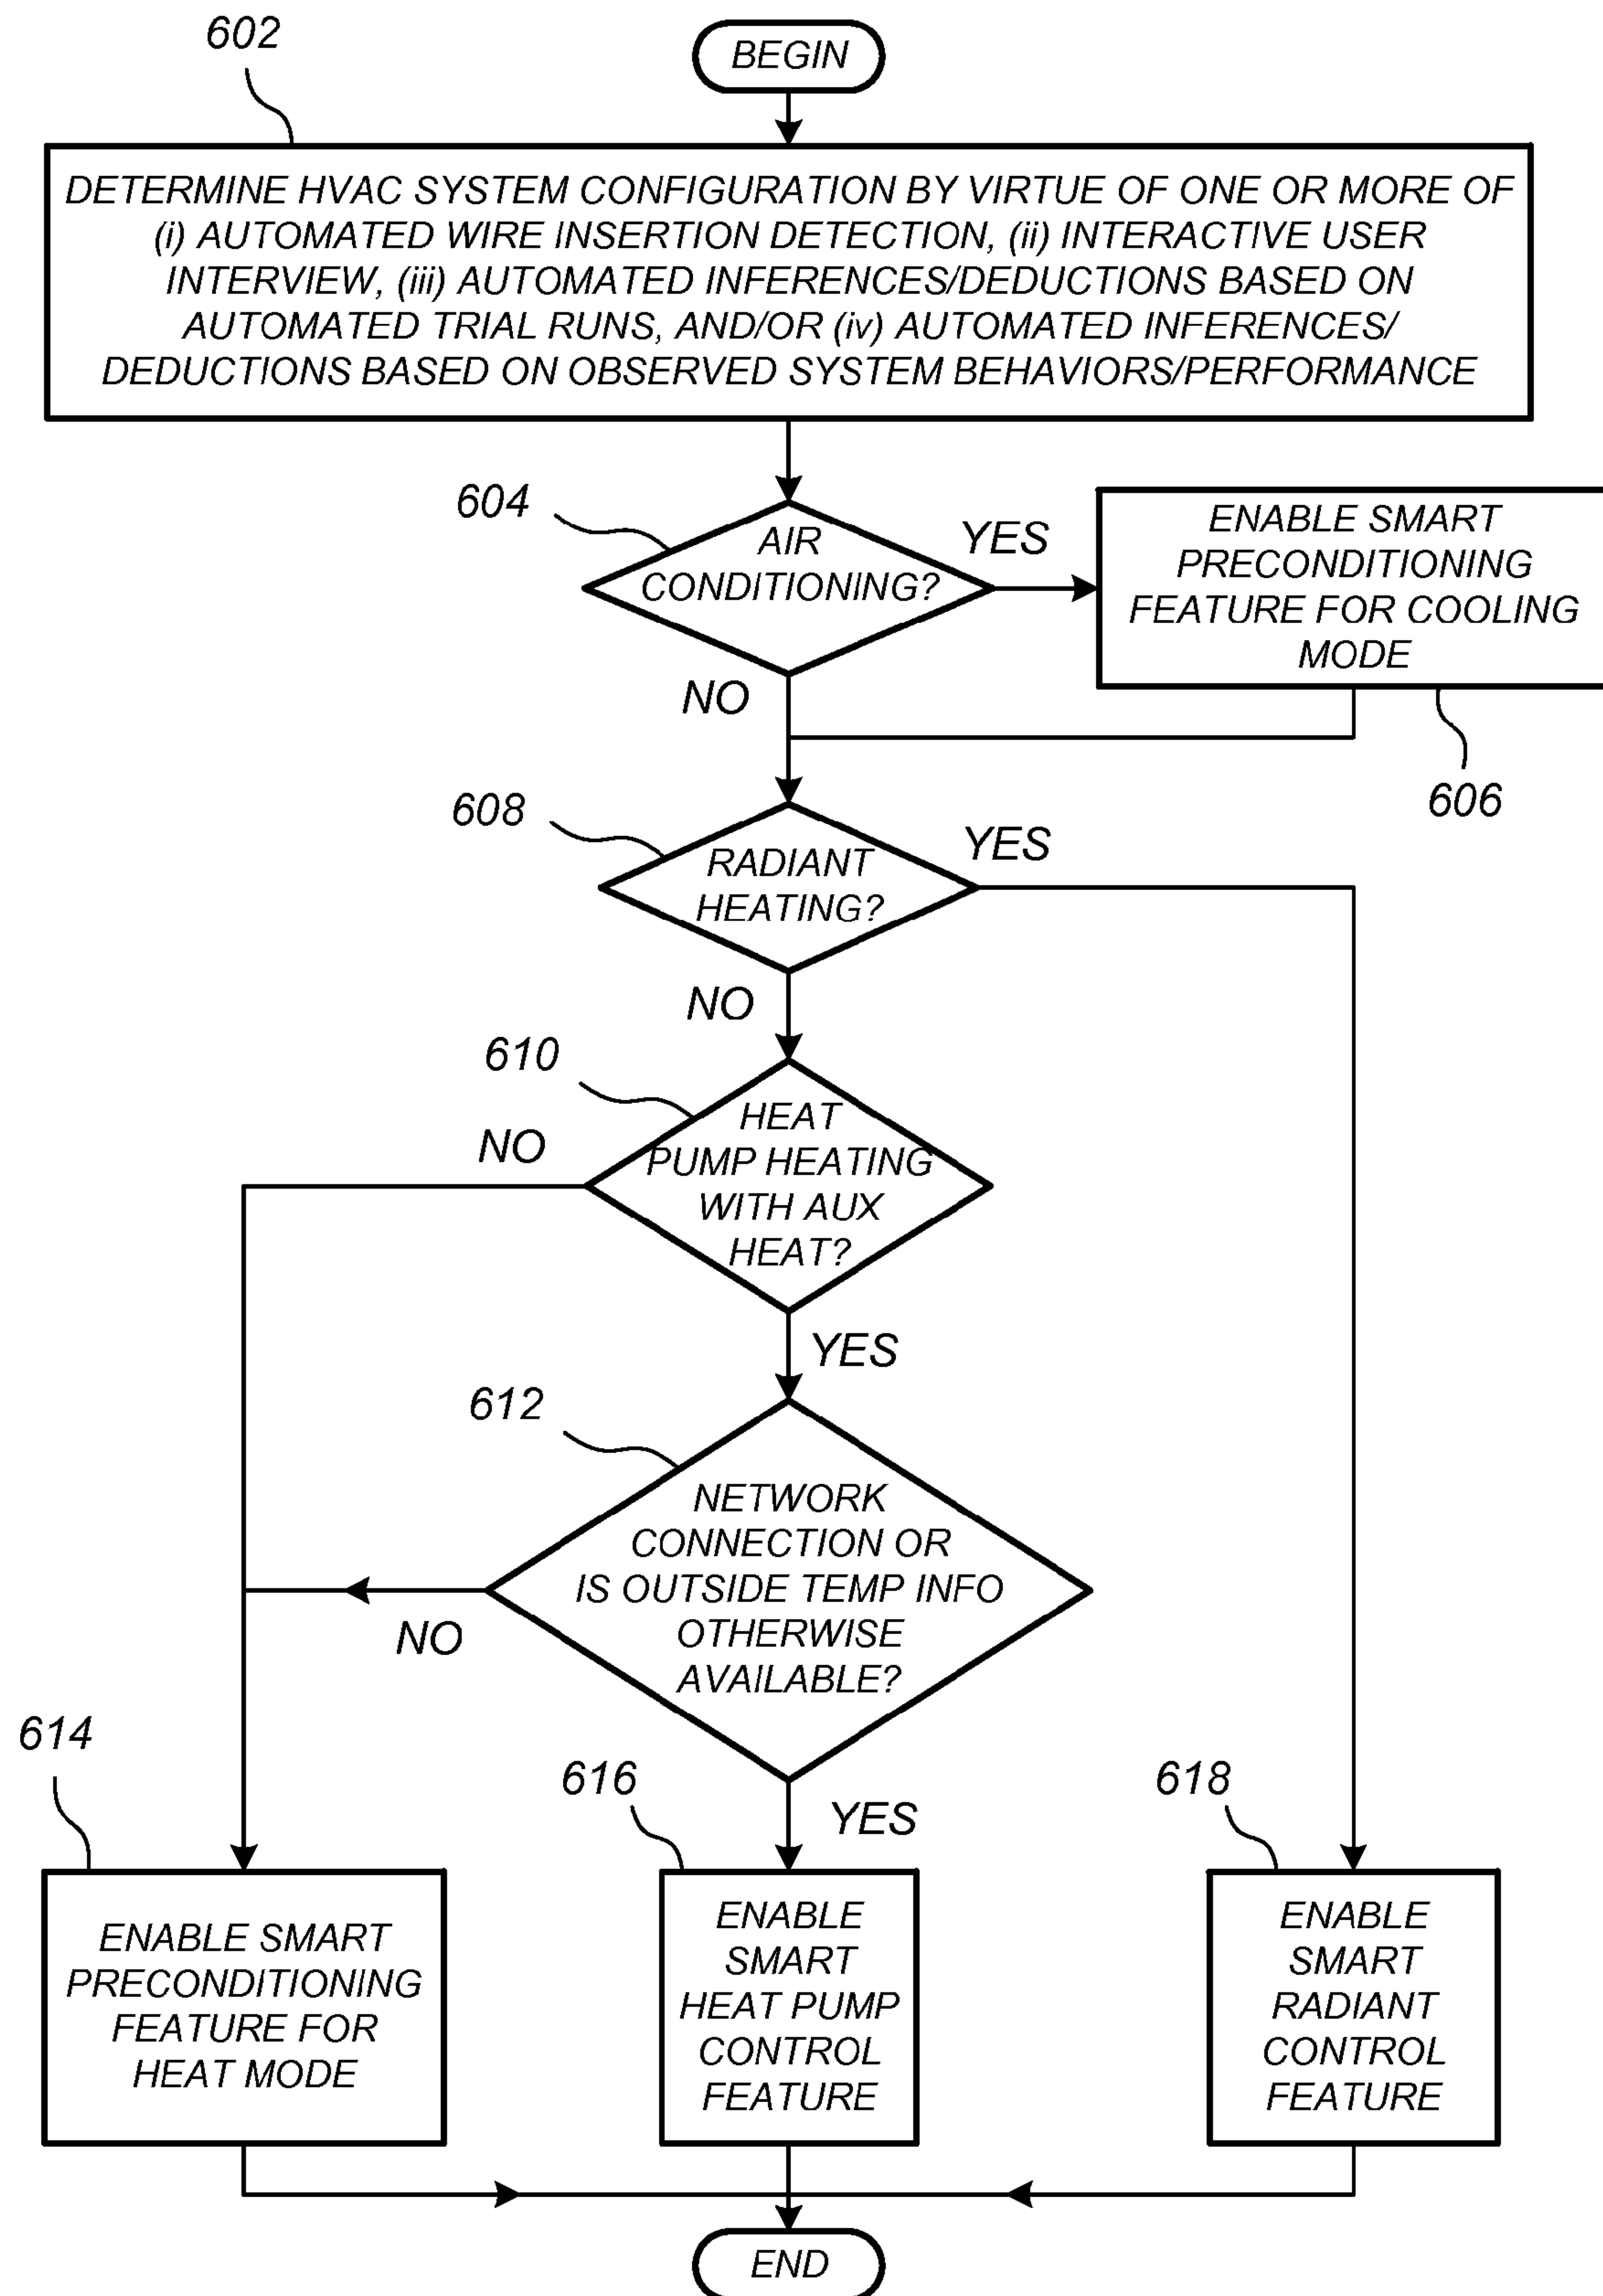 602
BEGIN
DETERMINE HVAC SYSTEM CONFIGURATION BY VIRTUE OF ONE OR MORE OF
(i) AUTOMATED WIRE INSERTION DETECTION, (ii) INTERACTIVE USER
INTERVIEW, (iii) AUTOMATED INFERENCES/DEDUCTIONS BASED ON
AUTOMATED TRIAL RUNS, AND/OR (iv) AUTOMATED INFERENCES/
DEDUCTIONS BASED ON OBSERVED SYSTEM BEHAVIORS/PERFORMANCE
604
AIR
CONDITIONING?
YES
ENABLE SMART
PRECONDITIONING
FEATURE FOR COOLING
MODE
NO
606
608
RADIANT
HEATING?
YES
NO
610
HEAT
PUMP HEATING
WITH AUX
HEAT?
NO
YES
612
NETWORK
CONNECTION OR
IS OUTSIDE TEMP INFO
OTHERWISE
AVAILABLE?
NO
YES
614
616
618
ENABLE SMART
PRECONDITIONING
FEATURE FOR
HEAT MODE
ENABLE
SMART
HEAT PUMP
CONTROL
FEATURE
ENABLE
SMART
RADIANT
CONTROL
FEATURE
END